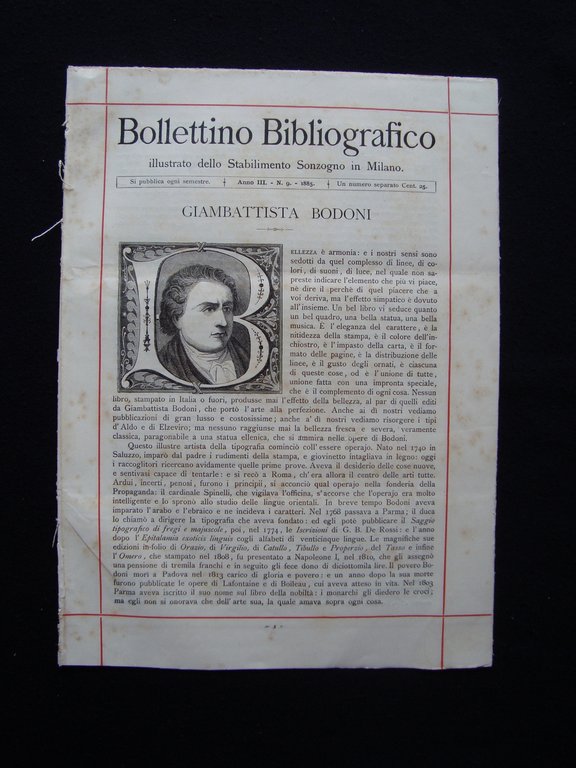 Bollettino Bibliografico
illustrato dello Stabilimento Sonzogno in Milano.
Si pubblica ogni semestre. Anno III. - N. 9. - 1885. Un numero separato Cent. 25.
GIAMBATTISTA BODONI
BELLEZZA è armonia: e i nostri sensi sono
sedotti da quel complesso di linee, di co-
lori, di suoni, di luce, nel quale non sa-
preste indicare l'elemento che più vi piace,
nè dire il perchè di quel piacere che a
voi deriva, ma l'effetto simpatico è dovuto
all'insieme. Un bel libro vi seduce quanto
un bel quadro, una bella statua, una bella
musica. E l'eleganza del carattere, è la
nitidezza della stampa, è il colore dell'in-
chiostro, è l'impasto della carta, è il for-
mato delle pagine, è la distribuzione delle
linee, è il gusto degli ornati, è ciascuna
di queste cose, od è l'unione di tutte,
unione fatta con una impronta speciale,
che è il complemento di ogni cosa. Nessun
libro, stampato in Italia o fuori, produsse mai l'effetto della bellezza, al par di quelli editi
da Giambattista Bodoni, che portò l'arte alla perfezione. Anche ai dì nostri vediamo
pubblicazioni di gran lusso e costosissime; anche a' dì nostri vediamo risorgere i tipi
d'Aldo e di Elzeviro; ma nessuno raggiunse mai la bellezza fresca e severa, veramente
classica, paragonabile a una statua ellenica, che si ammira nelle opere di Bodoni.
Questo illustre artista della tipografia cominciò coll'essere operajo. Nato nel 1740 in
Saluzzo, imparò dal padre i rudimenti della stampa, e giovinetto intagliava in legno: oggi
i raccoglitori ricercano avidamente quelle prime prove. Aveva il desiderio delle cose nuove,
e sentivasi capace di tentarle: e si recò a Roma, ch'era allora il centro delle arti tutte.
Ardui, incerti, penosi, furono i principii, si acconciò qual operajo nella fonderia della
Propaganda: il cardinale Spinelli, che vigilava l'officina, s'accorse che l'operajo era molto
intelligente e lo spronò allo studio delle lingue orientali. In breve tempo Bodoni aveva
imparato l'arabo e l'ebraico e ne incideva i caratteri. Nel 1768 passava a Parma; il duca
lo chiamò a dirigere la tipografia che aveva fondato: ed egli potè pubblicare il Saggio
tipografico di fregi e majuscole, poi, nel 1774, le Iscrizioni di G. B. De Rossi: e l'anno
dopo l'Epitalamia exoticis linguis cogli alfabeti di venticinque lingue. Le magnifiche sue
edizioni in-folio di Orazio, di Virgilio, di Catullo, Tibullo e Properzio, del Tasso e infine
l'Omero, che stampato nel 1808, fu presentato a Napoleone I, nel 1810, che gli assegnò
una pensione di tremila franchi e in seguito gli fece dono di diciottomila lire. Il povero Bo-
doni morì a Padova nel 1813 carico di gloria e povero: e un anno dopo la sua morte
furono pubblicate le opere di Lafontaine e di Boileau, cui aveva atteso in vita. Nel 1803
Parma aveva iscritto il suo nome sul libro della nobiltà: i monarchi gli diedero le croci;
ma egli non si onorava che dell'arte sua, la quale amava sopra ogni cosa.